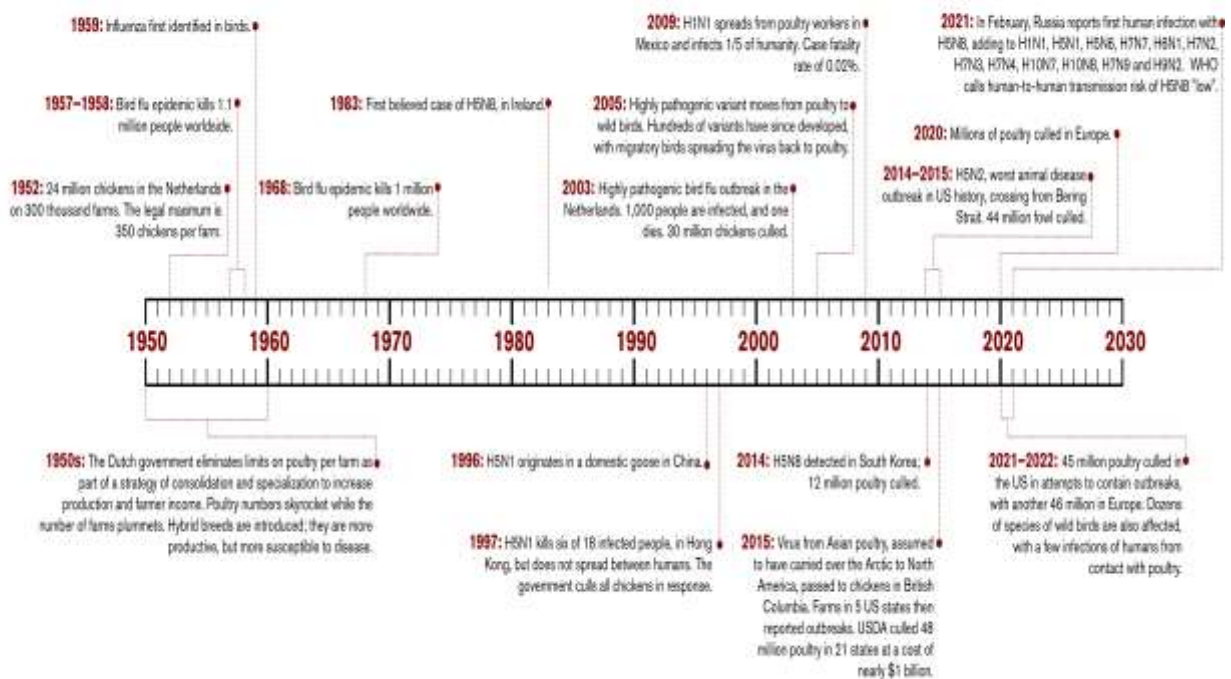 1959: Influenza first identified in birds.
1957–1958: Bird flu epidemic kills 1.1
million people worldside.
1952: 24 million chickens in the Netherlands
on 300 thousand farms. The legal maximum is
350 chickens per farm.
1983: First believed case of H5N8, in Ireland.
1968: Bird flu epidemic kills 1 million
people worldwide.
2009: H1N1 spreads from poultry workers in
Mexico and infects 1/5 of humanity. Case fatality
rate of 0.02%.
2005: Highly pathogenic variant moves from poultry to
wild birds. Hundreds of variants have since developed,
with migratory birds spreading the virus back to poultry.
2003: Highly pathogenic bird flu outbreak in the
Netherlands. 1,000 people are infected, and one
dies. 30 million chickens culled.
2021: In February, Russia reports first human infection with
H5N8, adding to H1N1, H5N1, H5N6, H7N7, H6N1, H7N2,
H7N3, H7N4, H10N7, H10N8, H7N9 and H9N2. WHO
calls human-to-human transmission risk of H5N8 "low".
2020: Millions of poultry culled in Europe.
2014–2015: H5N2, worst animal disease
outbreak in US history, crossing from Bering
Strait. 44 million fowl culled.
1950 1960 1970 1980 1990 2000 2010 2020 2030
1950s: The Dutch government eliminates limits on poultry per farm as
part of a strategy of consolidation and specialization to increase
production and farmer income. Poultry numbers skyrocket while the
number of farms plummets. Hybrid breeds are introduced; they are more
productive, but more susceptible to disease.
1996: H5N1 originates in a domestic goose in China.
1997: H5N1 kills six of 18 infected people, in Hong
Kong, but does not spread between humans. The
government culls all chickens in response.
2014: H5N8 detected in South Korea;
12 million poultry culled.
2015: Virus from Asian poultry, assumed
to have carried over the Arctic to North
America, passed to chickens in British
Columbia. Farms in 5 US states then
reported outbreaks. USDA culled 48
million poultry in 21 states at a cost of
nearly $1 billion.
2021–2022: 45 million poultry culled in
the US in attempts to contain outbreaks,
with another 46 million in Europe. Dozens
of species of wild birds are also affected,
with a few infections of humans from
contact with poultry.